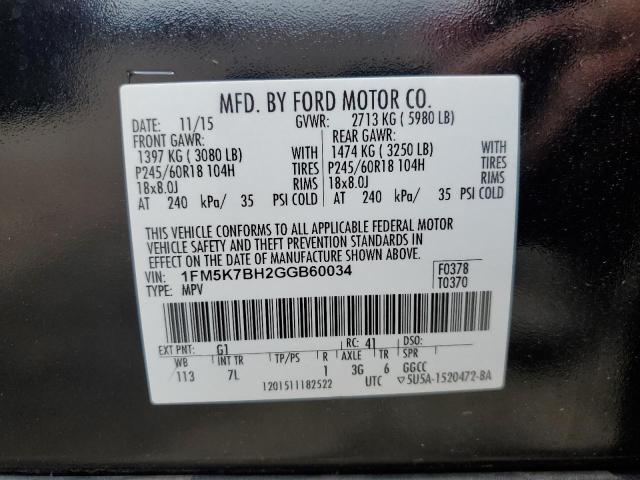 MFD. BY FORD MOTOR CO.
DATE: 11/15 GVWR: 2713 KG ( 5980 LB)
FRONT GAWR: REAR GAWR:
1397 KG ( 3080 LB) WITH 1474 KG ( 3250 LB) WITH
P245/60R18 104H TIRES P245/60R18 104H TIRES
18x8.0J RIMS 18x8.0J RIMS
AT 240 kPa/ 35 PSI COLD AT 240 kPa/ 35 PSI COLD
THIS VEHICLE CONFORMS TO ALL APPLICABLE FEDERAL MOTOR
VEHICLE SAFETY AND THEFT PREVENTION STANDARDS IN
EFFECT ON THE DATE OF MANUFACTURE SHOWN ABOVE.
VIN: 1FM5K7BH2GGB60034 F0378
TYPE: MPV T0370
EXT PNT: G1 RC: 41 DSO:
WB INT TR TP/PS R AXLE TR SPR
113 7L 1 3G 6 GGCC
1201511182522 UTC ▽5U5A-1520472-BA